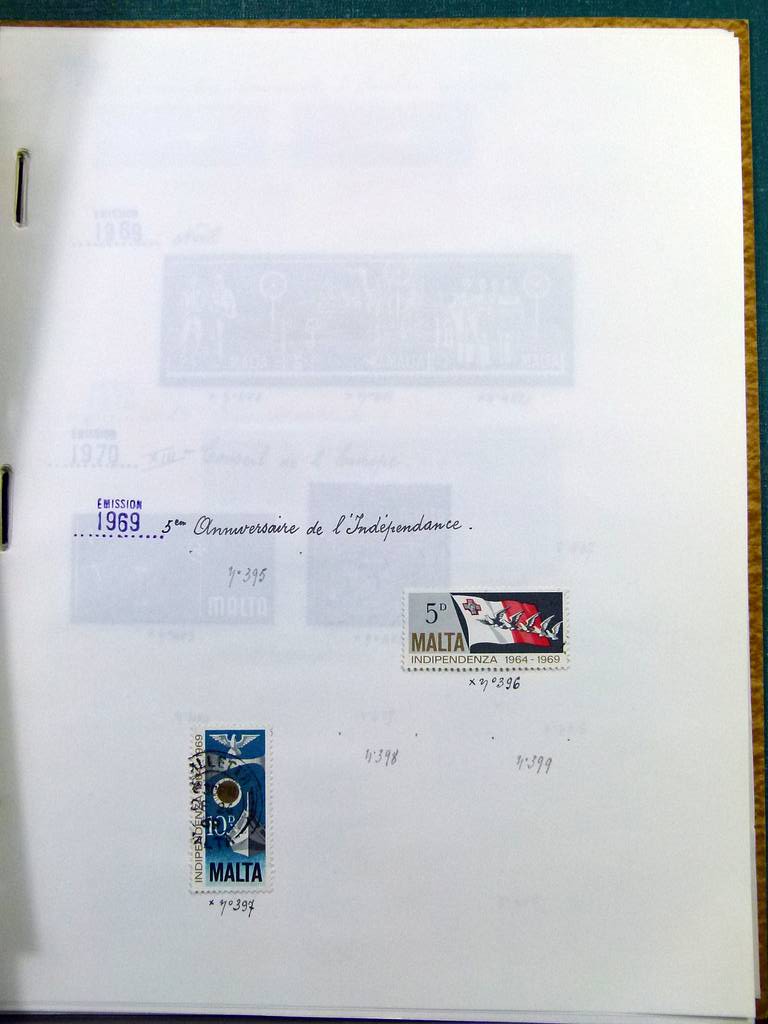 ÉMISSION
1969 5em Anniversaire de l'Indépendance.
n°395
5D
MALTA
INDIPENDENZA 1964-1969
x n°396
n°398
n°399
INDIPENDENZA 1964-1969
10D
MALTA
x n°397